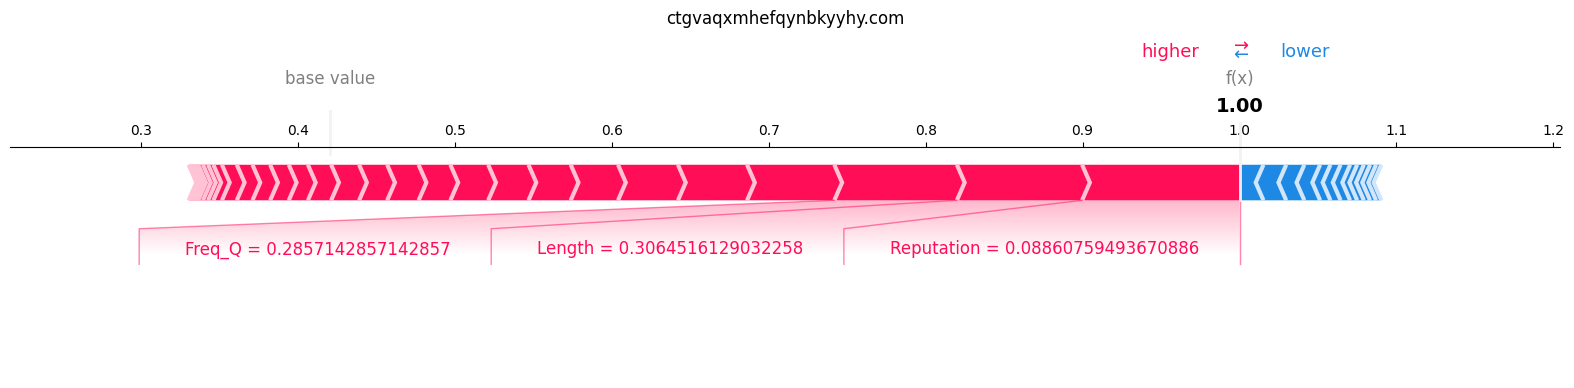 ctgvaqxmhefqynbkyyhy.com
higher ⇄ lower
base value f(x)
1.00
0.3 0.4 0.5 0.6 0.7 0.8 0.9 1.0 1.1 1.2
Freq_Q = 0.2857142857142857 Length = 0.3064516129032258 Reputation = 0.08860759493670886